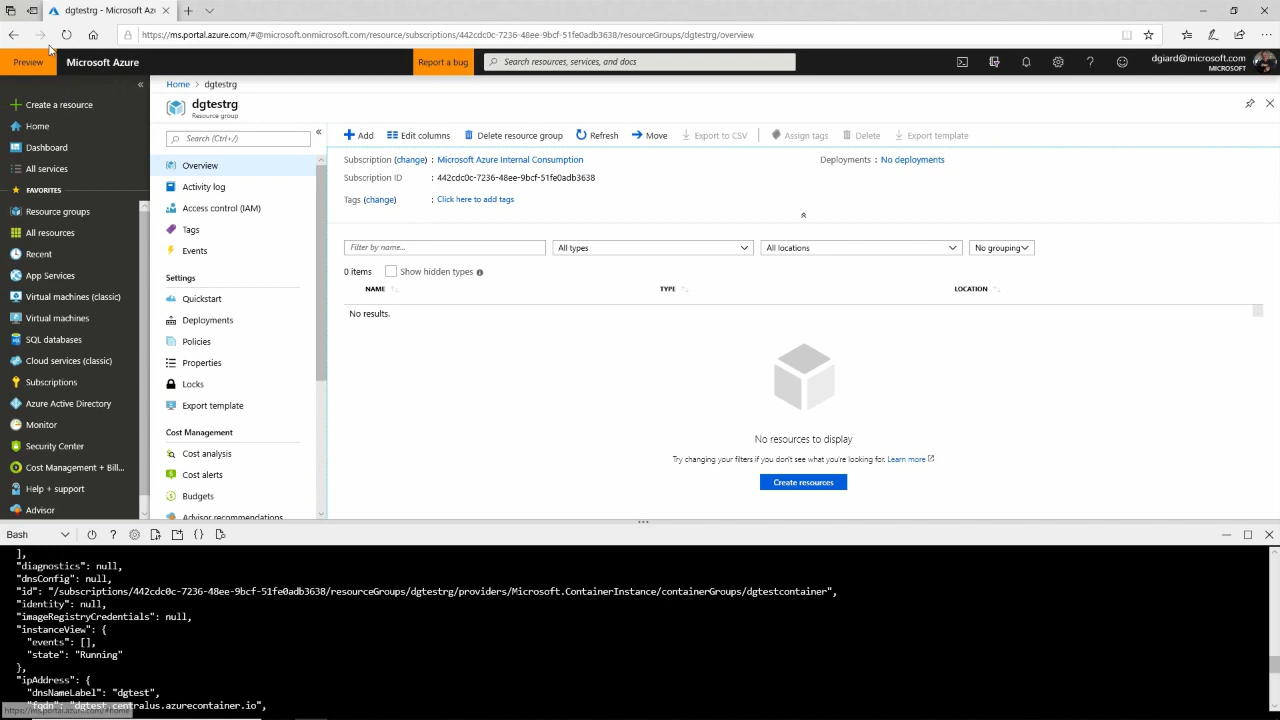 dgtestrg - Microsoft Az
https://ms.portal.azure.com/#@microsoft.onmicrosoft.com/resource/subscriptions/442cdc0c-7236-48ee-9bcf-51fe0adb3638/resourceGroups/dgtestrg/overview
Preview Microsoft Azure Report a bug Search resources, services, and docs dgiard@microsoft.com
MICROSOFT
Create a resource
Home
Dashboard
All services
FAVORITES
Resource groups
All resources
Recent
App Services
Virtual machines (classic)
Virtual machines
SQL databases
Cloud services (classic)
Subscriptions
Azure Active Directory
Monitor
Security Center
Cost Management + Bill...
Help + support
Advisor
Home dgtestrg
dgtestrg
Resource group
Search (Ctrl+/)
Overview
Activity log
Access control (IAM)
Tags
Events
Settings
Quickstart
Deployments
Policies
Properties
Locks
Export template
Cost Management
Cost analysis
Cost alerts
Budgets
Advisor recommendations
Add Edit columns Delete resource group Refresh Move Export to CSV Assign tags Delete Export template
Subscription (change) : Microsoft Azure Internal Consumption Deployments : No deployments
Subscription ID : 442cdc0c-7236-48ee-9bcf-51fe0adb3638
Tags (change) : Click here to add tags
Filter by name... All types All locations No grouping
0 items Show hidden types
NAME TYPE LOCATION
No results.
No resources to display
Try changing your filters if you don't see what you're looking for. Learn more
Create resources
Bash
],
"diagnostics": null,
"dnsConfig": null,
"id": "/subscriptions/442cdc0c-7236-48ee-9bcf-51fe0adb3638/resourceGroups/dgtestrg/providers/Microsoft.ContainerInstance/containerGroups/dgtestcontainer",
"identity": null,
"imageRegistryCredentials": null,
"instanceView": {
"events": [],
"state": "Running"
},
"ipAddress": {
"dnsNameLabel": "dgtest",
"fqdn": "dgtest.centralus.azurecontainer.io",
https://ms.portal.azure.com/#home